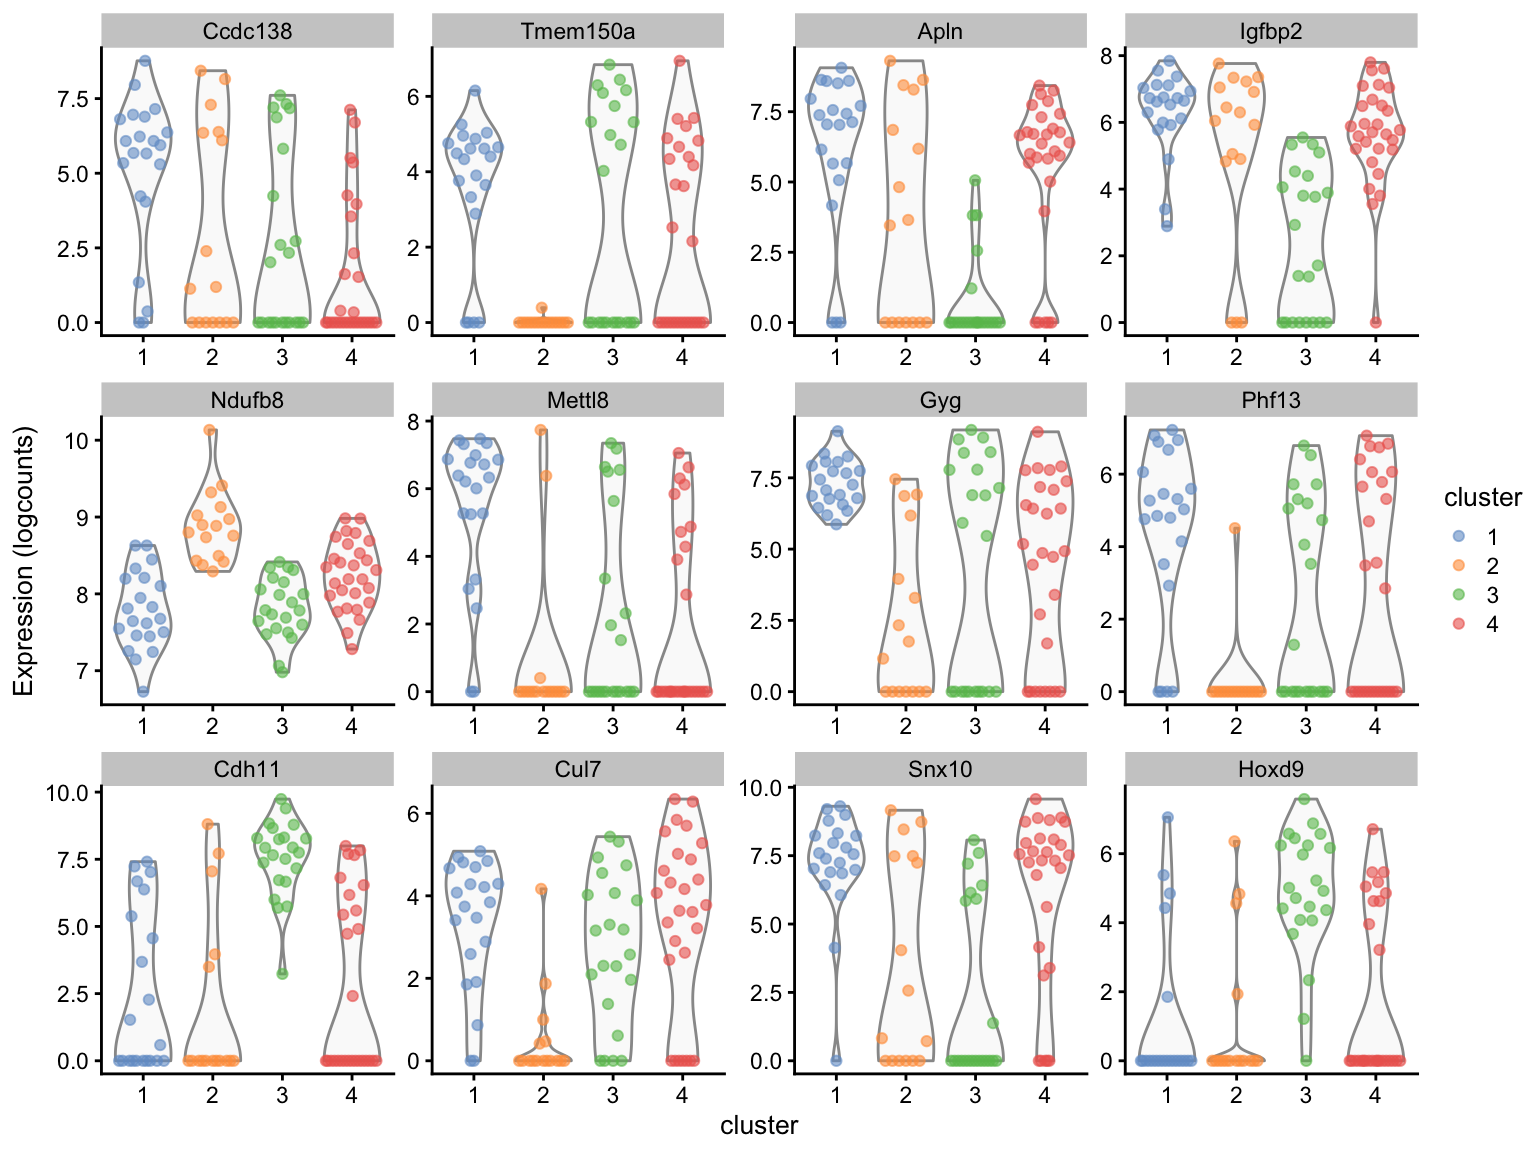 Ccdc138 Tmem150a Apln Igfbp2
7.5 5.0 2.5 0.0
6 4 2 0
7.5 5.0 2.5 0.0
8 6 4 2 0
1 2 3 4 1 2 3 4 1 2 3 4 1 2 3 4
Ndufb8 Mettl8 Gyg Phf13
10 9 8 7
8 6 4 2 0
7.5 5.0 2.5 0.0
6 4 2 0
1 2 3 4 1 2 3 4 1 2 3 4 1 2 3 4
Cdh11 Cul7 Snx10 Hoxd9
10.0 7.5 5.0 2.5 0.0
6 4 2 0
10.0 7.5 5.0 2.5 0.0
6 4 2 0
1 2 3 4 1 2 3 4 1 2 3 4 1 2 3 4
Expression (logcounts)
cluster
cluster
1
2
3
4